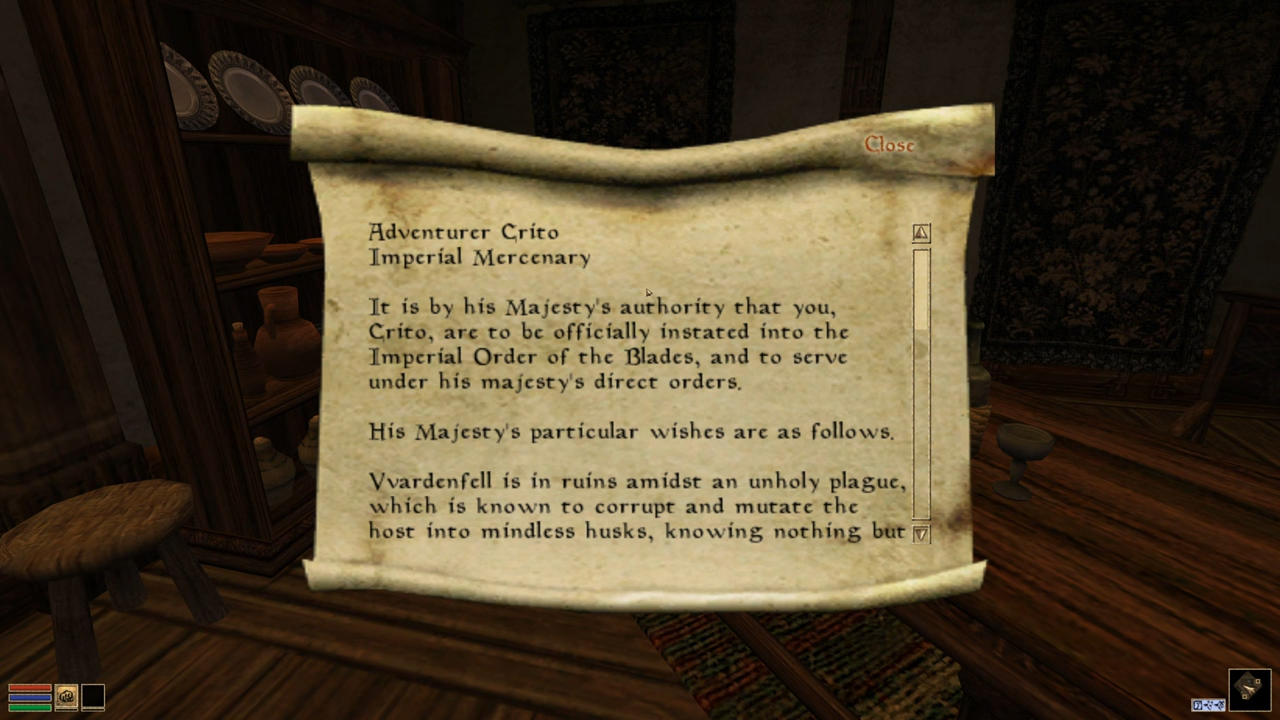 Close
Adventurer Crito
Imperial Mercenary
It is by his Majesty's authority that you,
Crito, are to be officially instated into the
Imperial Order of the Blades, and to serve
under his majesty's direct orders.
His Majesty's particular wishes are as follows.
Vvardenfell is in ruins amidst an unholy plague,
which is known to corrupt and mutate the
host into mindless husks, knowing nothing but